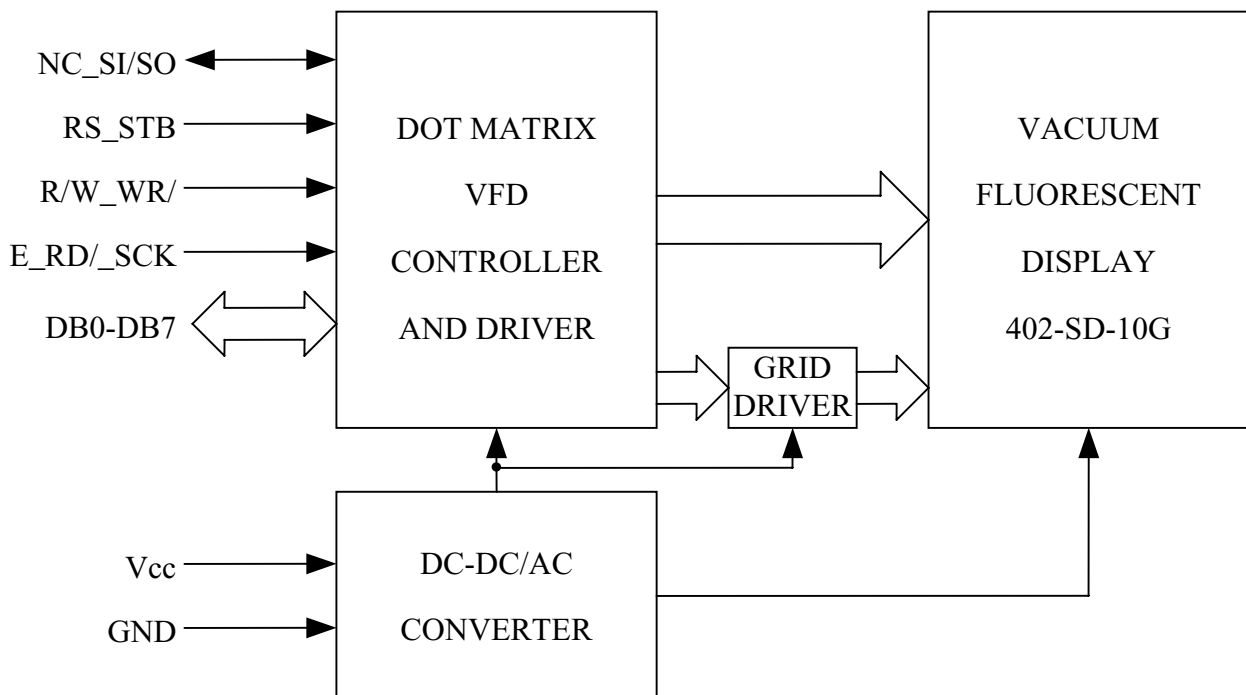 NC_SI/SO
RS_STB
R/W_WR/
E_RD/_SCK
DB0-DB7
DOT MATRIX
VFD
CONTROLLER
AND DRIVER
GRID
DRIVER
VACUUM
FLUORESCENT
DISPLAY
402-SD-10G
Vcc
GND
DC-DC/AC
CONVERTER